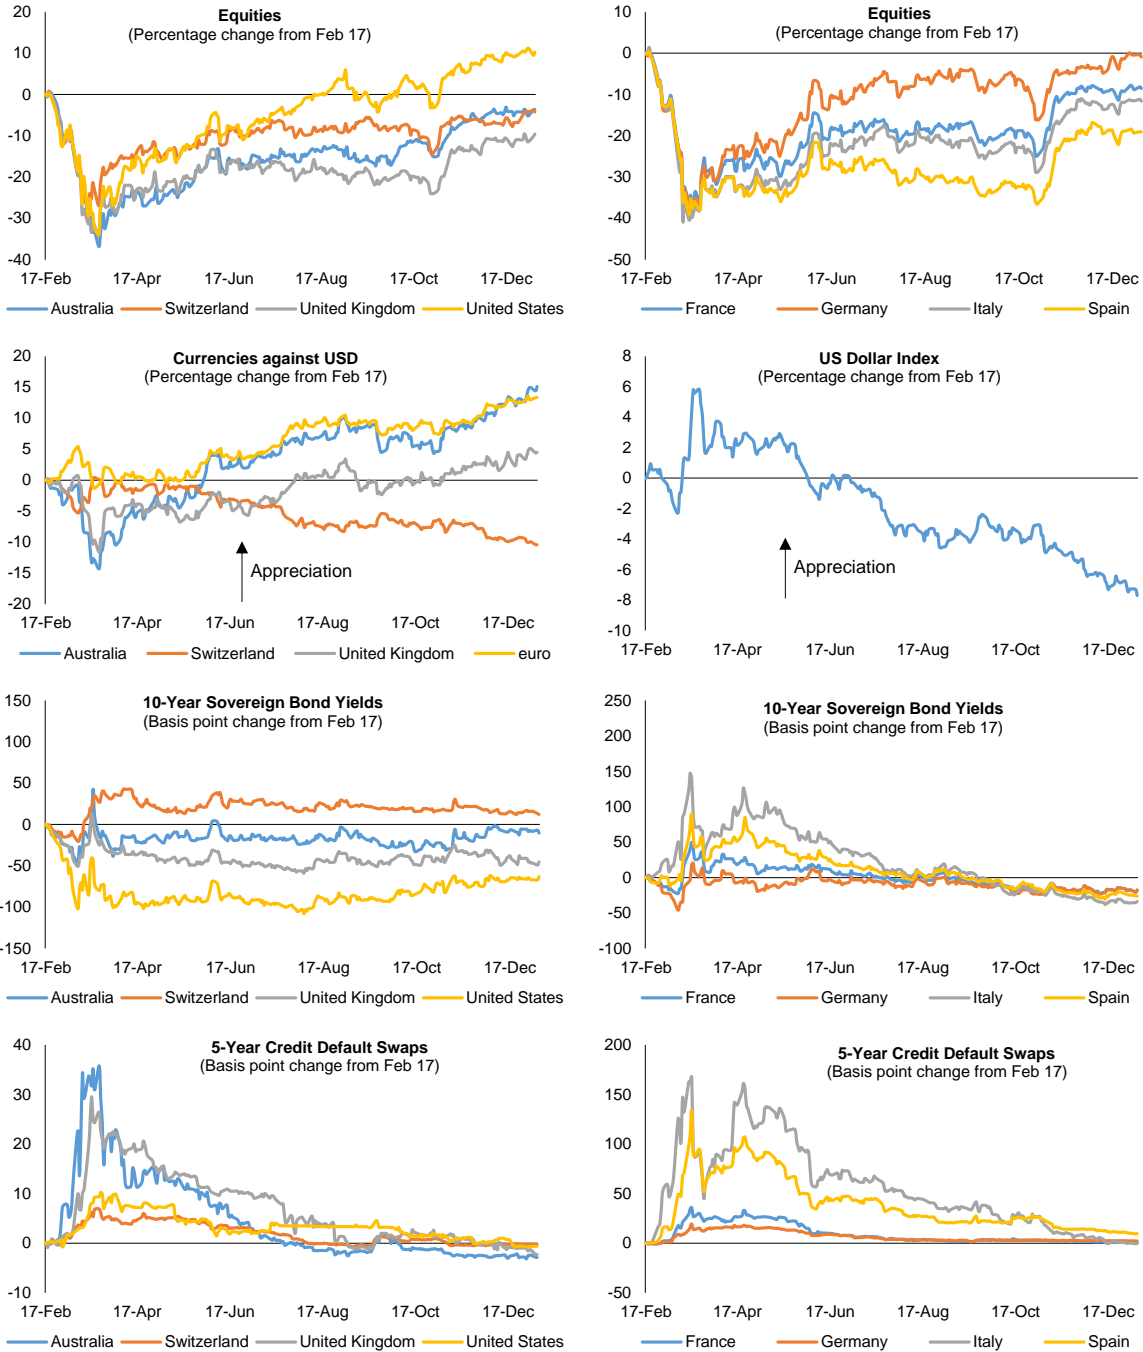 Equities
(Percentage change from Feb 17)
20
10
0
-10
-20
-30
-40
17-Feb 17-Apr 17-Jun 17-Aug 17-Oct 17-Dec
Australia Switzerland United Kingdom United States
Equities
(Percentage change from Feb 17)
10
0
-10
-20
-30
-40
-50
17-Feb 17-Apr 17-Jun 17-Aug 17-Oct 17-Dec
France Germany Italy Spain
Currencies against USD
(Percentage change from Feb 17)
20
15
10
5
0
-5
-10
-15
-20
Appreciation
17-Feb 17-Apr 17-Jun 17-Aug 17-Oct 17-Dec
Australia Switzerland United Kingdom euro
US Dollar Index
(Percentage change from Feb 17)
8
6
4
2
0
-2
-4
-6
-8
-10
Appreciation
17-Feb 17-Apr 17-Jun 17-Aug 17-Oct 17-Dec
10-Year Sovereign Bond Yields
(Basis point change from Feb 17)
150
100
50
0
-50
-100
-150
17-Feb 17-Apr 17-Jun 17-Aug 17-Oct 17-Dec
Australia Switzerland United Kingdom United States
10-Year Sovereign Bond Yields
(Basis point change from Feb 17)
250
200
150
100
50
0
-50
-100
17-Feb 17-Apr 17-Jun 17-Aug 17-Oct 17-Dec
France Germany Italy Spain
5-Year Credit Default Swaps
(Basis point change from Feb 17)
40
30
20
10
0
-10
17-Feb 17-Apr 17-Jun 17-Aug 17-Oct 17-Dec
Australia Switzerland United Kingdom United States
5-Year Credit Default Swaps
(Basis point change from Feb 17)
200
150
100
50
0
-50
17-Feb 17-Apr 17-Jun 17-Aug 17-Oct 17-Dec
France Germany Italy Spain